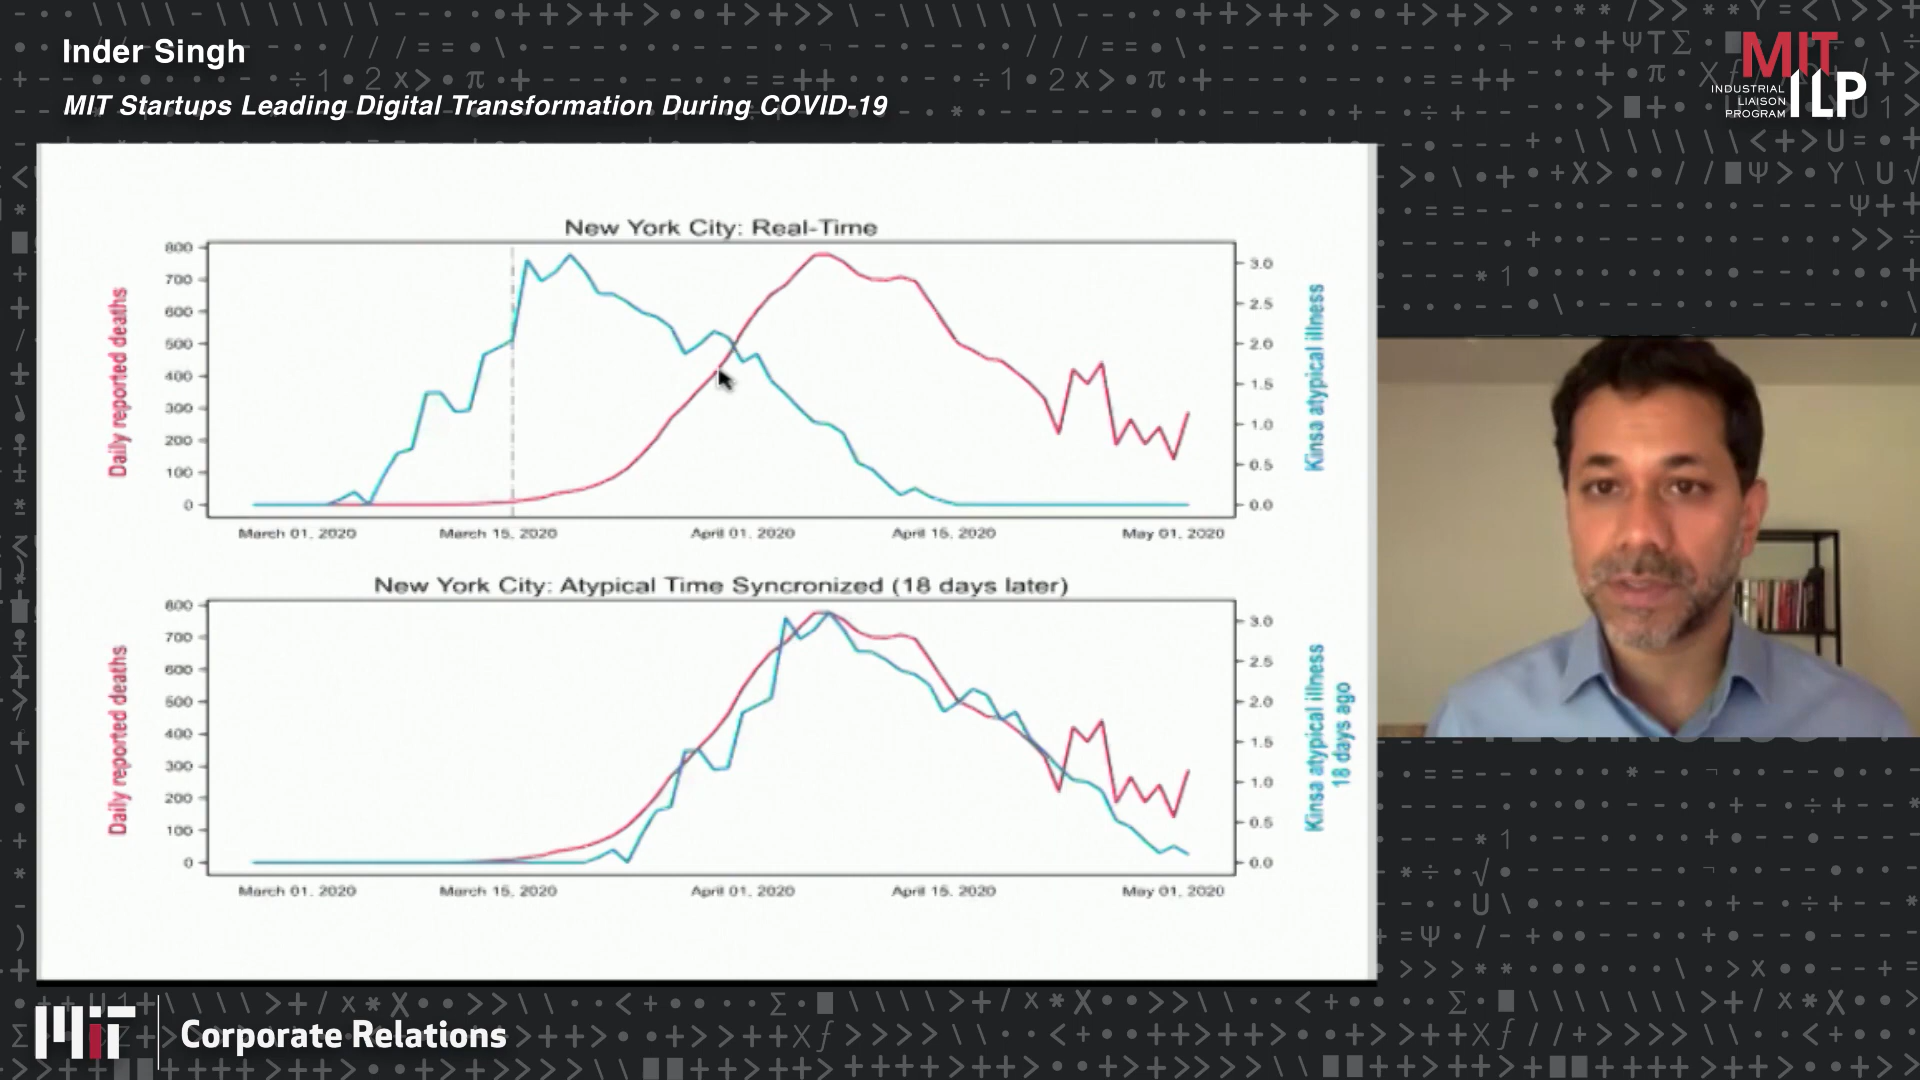 Inder Singh
MIT Startups Leading Digital Transformation During COVID-19
MIT
INDUSTRIAL
LIAISON
PROGRAM
ILP
New York City: Real-Time
Daily reported deaths
800
700
600
500
400
300
200
100
0
3.0
2.5
2.0
1.5
1.0
0.5
0.0
Kinsa atypical illness
March 01, 2020 March 15, 2020 April 01, 2020 April 15, 2020 May 01, 2020
New York City: Atypical Time Syncronized (18 days later)
Daily reported deaths
800
700
600
500
400
300
200
100
0
3.0
2.5
2.0
1.5
1.0
0.5
0.0
Kinsa atypical illness
18 days ago
March 01, 2020 March 15, 2020 April 01, 2020 April 15, 2020 May 01, 2020
MIT
Corporate Relations